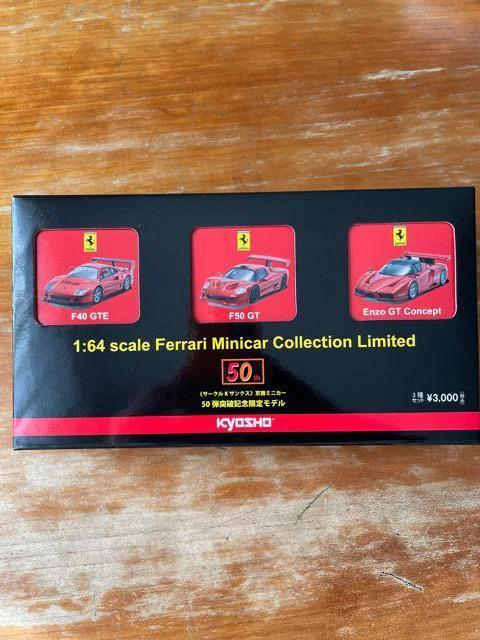 F40 GTE
F50 GT
Enzo GT Concept
1:64 scale Ferrari Minicar Collection Limited
50th
《サークルKサンクス》京商ミニカー
50弾突破記念限定モデル
3種セット ¥3,000(税込)
KYOSHO